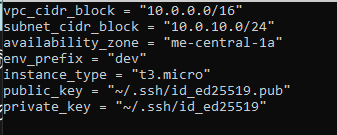 vpc_cidr_block = "10.0.0.0/16"
subnet_cidr_block = "10.0.10.0/24"
availability_zone = "me-central-1a"
env_prefix = "dev"
instance_type = "t3.micro"
public_key = "~/.ssh/id_ed25519.pub"
private_key = "~/.ssh/id_ed25519"